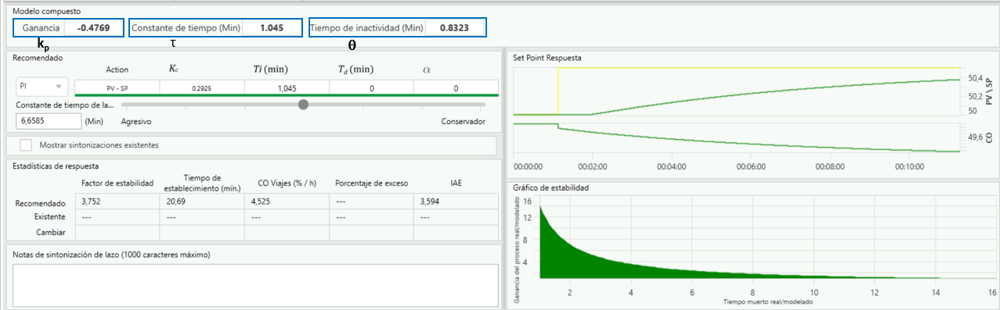 Modelo compuesto
Ganancia -0.4769 Constante de tiempo (Min) 1.045 Tiempo de inactividad (Min) 0.8323
kp τ θ
Recomendado
Action Kc Ti (min) Td (min) α
PI PV - SP 0,2925 1,045 0 0
Constante de tiempo de la...
6,6585 (Min) Agresivo Conservador
Mostrar sintonizaciones existentes
Estadísticas de respuesta
Factor de estabilidad Tiempo de establecimiento (mín.) CO Viajes (% / h) Porcentaje de exceso IAE
Recomendado 3,752 20,69 4,525 --- 3,594
Existente --- --- --- --- ---
Cambiar
Notas de sintonización de lazo (1000 caracteres máximo)
Set Point Respuesta
50,4
50,2
50
PV \ SP
49,6
CO
00:00:00 00:02:00 00:04:00 00:06:00 00:08:00 00:10:00
Gráfico de estabilidad
Ganancia del proceso real/modelado
16
12
8
4
2 4 6 8 10 12 14 16
Tiempo muerto real/modelado